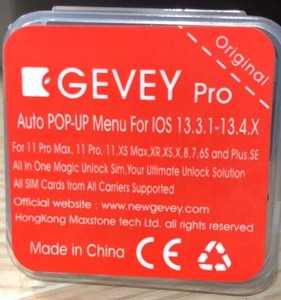 Original
GEVEY Pro
Auto POP-UP Menu For IOS 13.3.1-13.4.X
For 11 Pro Max, 11 Pro, 11,XS Max,XR,XS,X,8,7,6S and Plus,SE
All In One Magic Unlock Sim,Your Ultimate Unlock Solution
All SIM Cards from All Carriers Supported
Official website : www.newgevey.com
HongKong Maxstone tech Ltd. all rights reserved
Made in China CE